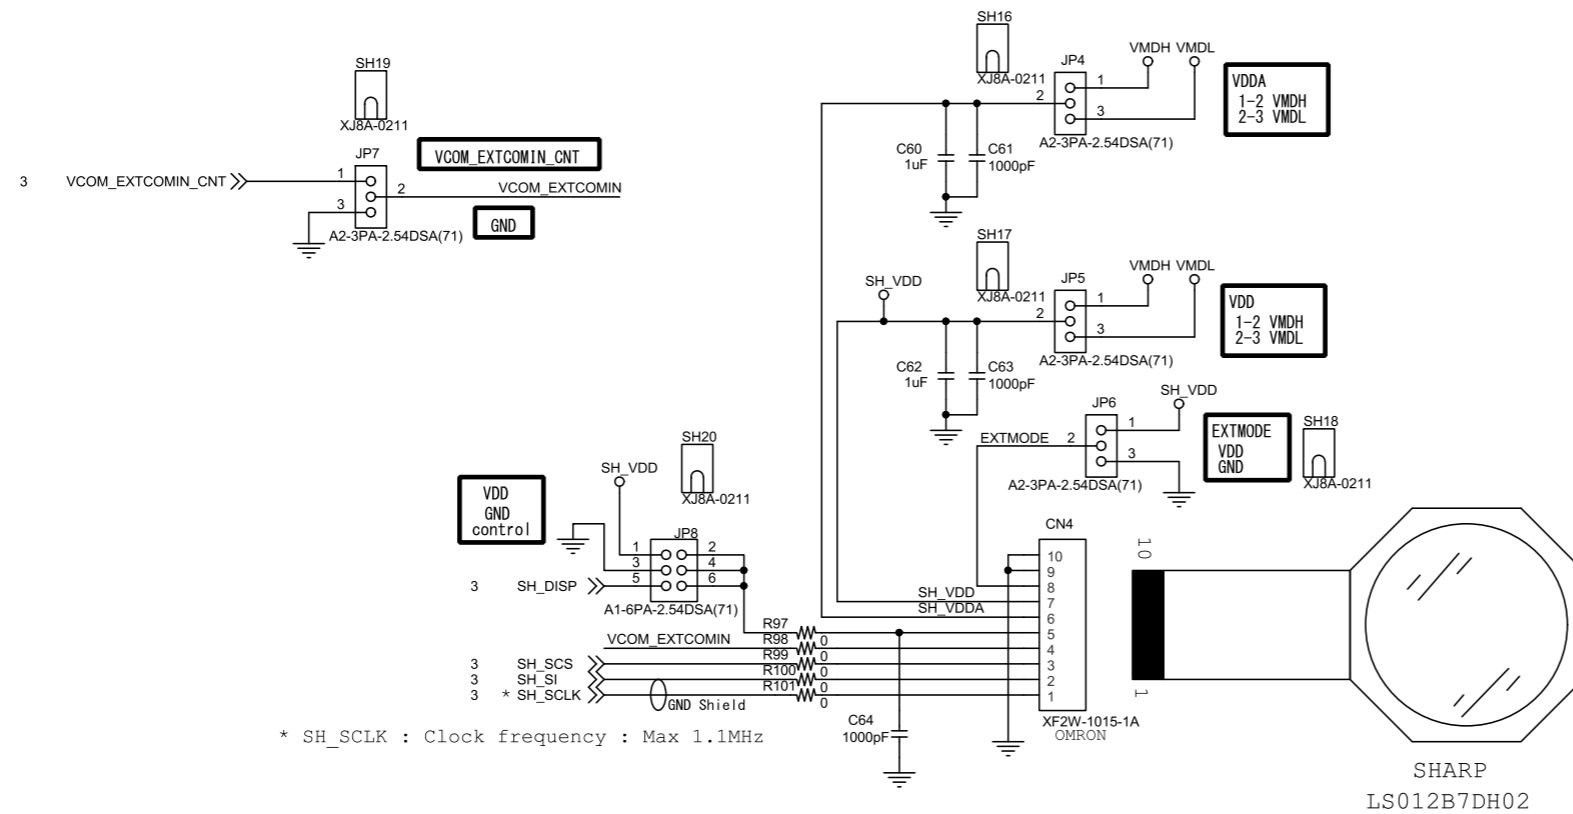 SH16
XJ8A-0211
VMDH VMDL
JP4
1
2
3
A2-3PA-2.54DSA(71)
VDDA
1-2 VMDH
2-3 VMDL
C60
1uF
C61
1000pF
SH19
XJ8A-0211
JP7
VCOM_EXTCOMIN_CNT
3 VCOM_EXTCOMIN_CNT
1
2
3
VCOM_EXTCOMIN
GND
A2-3PA-2.54DSA(71)
SH17
XJ8A-0211
SH_VDD
VMDH VMDL
JP5
1
2
3
A2-3PA-2.54DSA(71)
VDD
1-2 VMDH
2-3 VMDL
C62
1uF
C63
1000pF
SH_VDD
JP6
EXTMODE
1
2
3
A2-3PA-2.54DSA(71)
EXTMODE
VDD
GND
SH18
XJ8A-0211
SH20
XJ8A-0211
SH_VDD
VDD
GND
control
JP8
1 2
3 4
5 6
3 SH_DISP
A1-6PA-2.54DSA(71)
CN4
10
9
8
7
6
5
4
3
2
1
SH_VDD
SH_VDDA
R97
0
VCOM_EXTCOMIN
R98
0
3 SH_SCS
R99
0
3 SH_SI
R100
0
3 * SH_SCLK
R101
0
GND Shield
C64
1000pF
XF2W-1015-1A
OMRON
* SH_SCLK : Clock frequency : Max 1.1MHz
10
1
SHARP
LS012B7DH02